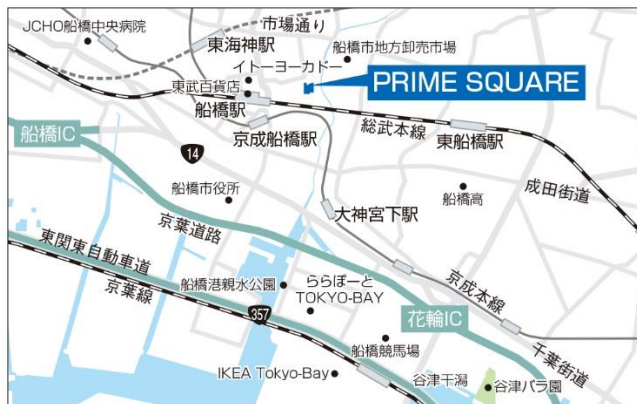 市場通り
JCHO船橋中央病院
東海神駅
船橋市地方卸売市場
イトーヨーカドー
PRIME SQUARE
東武百貨店
船橋駅
京成船橋駅
総武本線
東船橋駅
船橋IC
14
船橋市役所
船橋高
成田街道
大神宮下駅
京葉道路
東関東自動車道
京葉線
船橋港親水公園
ららぽーと
TOKYO-BAY
京成本線
357
花輪IC
千葉街道
船橋競馬場
IKEA Tokyo-Bay
谷津干潟
谷津バラ園